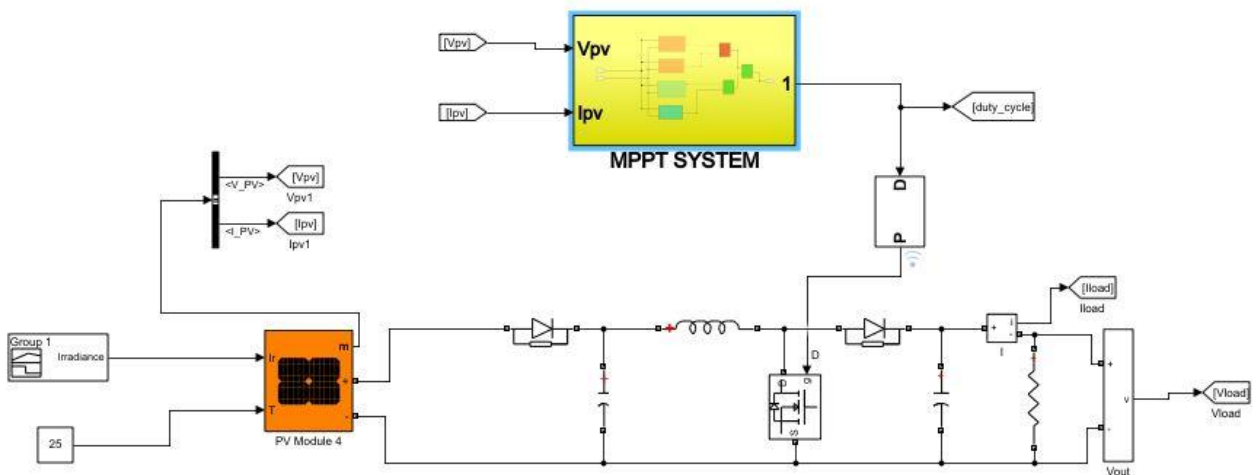 [Vpv]
Vpv
[Ipv]
Ipv
1
[duty_cycle]
MPPT SYSTEM
D
P
<V_PV>
[Vpv]
Vpv1
<I_PV>
[Ipv]
Ipv1
Group 1
Irradiance
Ir
m
+
T
-
25
PV Module 4
+
+
D
g
S
+
+
i
-
I
[Iload]
Iload
+
+
v
-
[Vload]
Vload
Vout